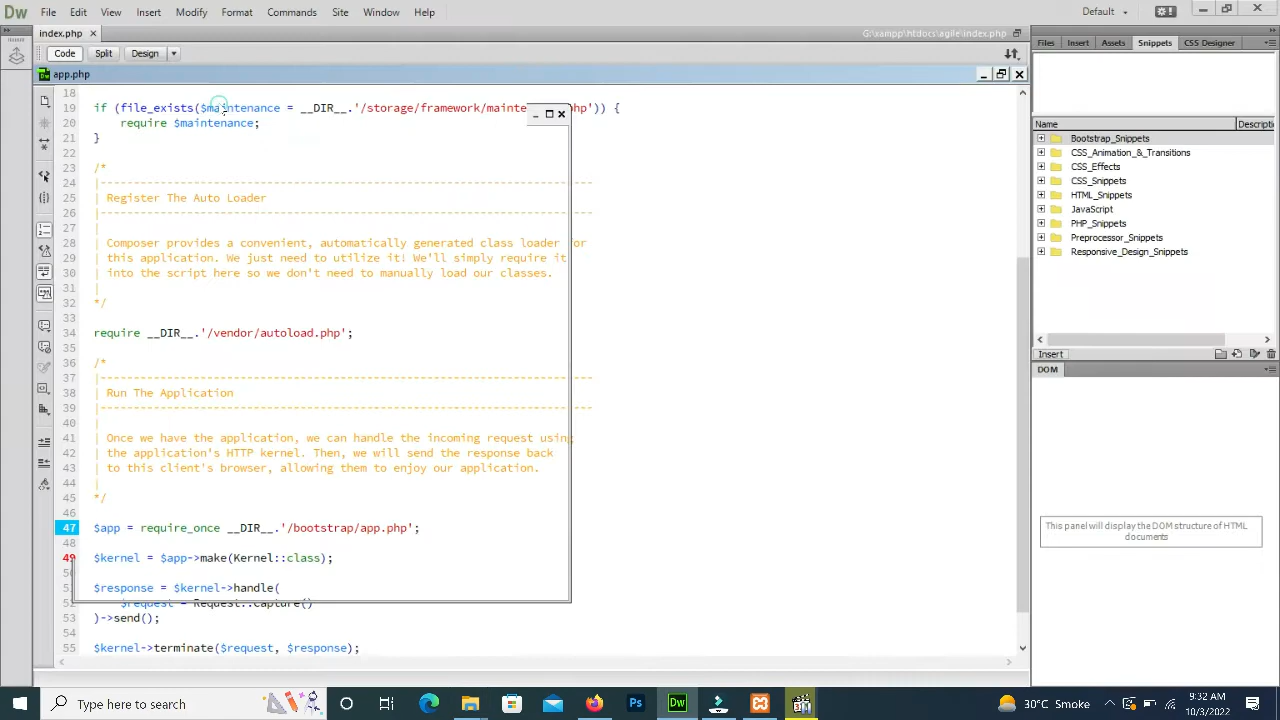 Dw File Edit View Insert Modify Format Commands Site Window Help Default
index.php G:\xampp\htdocs\agile\index.php
Code Split Design
app.php
18
19 if (file_exists($maintenance = __DIR__.'/storage/framework/mainte php')) {
20 require $maintenance;
21 }
22
23 /*
24 |--------------------------------------------------------------------------
25 | Register The Auto Loader
26 |--------------------------------------------------------------------------
27 |
28 | Composer provides a convenient, automatically generated class loader for
29 | this application. We just need to utilize it! We'll simply require it
30 | into the script here so we don't need to manually load our classes.
31 |
32 */
33
34 require __DIR__.'/vendor/autoload.php';
35
36 /*
37 |--------------------------------------------------------------------------
38 | Run The Application
39 |--------------------------------------------------------------------------
40 |
41 | Once we have the application, we can handle the incoming request using
42 | the application's HTTP kernel. Then, we will send the response back
43 | to this client's browser, allowing them to enjoy our application.
44 |
45 */
46
47 $app = require_once __DIR__.'/bootstrap/app.php';
48
49 $kernel = $app->make(Kernel::class);
$response = $kernel->handle(
52 $request = Request::capture()
53 )->send();
54
55 $kernel->terminate($request, $response);
Files Insert Assets Snippets CSS Designer
Name Descripti
Bootstrap_Snippets
CSS_Animation_&_Transitions
CSS_Effects
CSS_Snippets
HTML_Snippets
JavaScript
PHP_Snippets
Preprocessor_Snippets
Responsive_Design_Snippets
Insert
DOM
This panel will display the DOM structure of HTML
documents
Type here to search
Ps
Dw
30°C Smoke
9:32 AM
10/3/2022